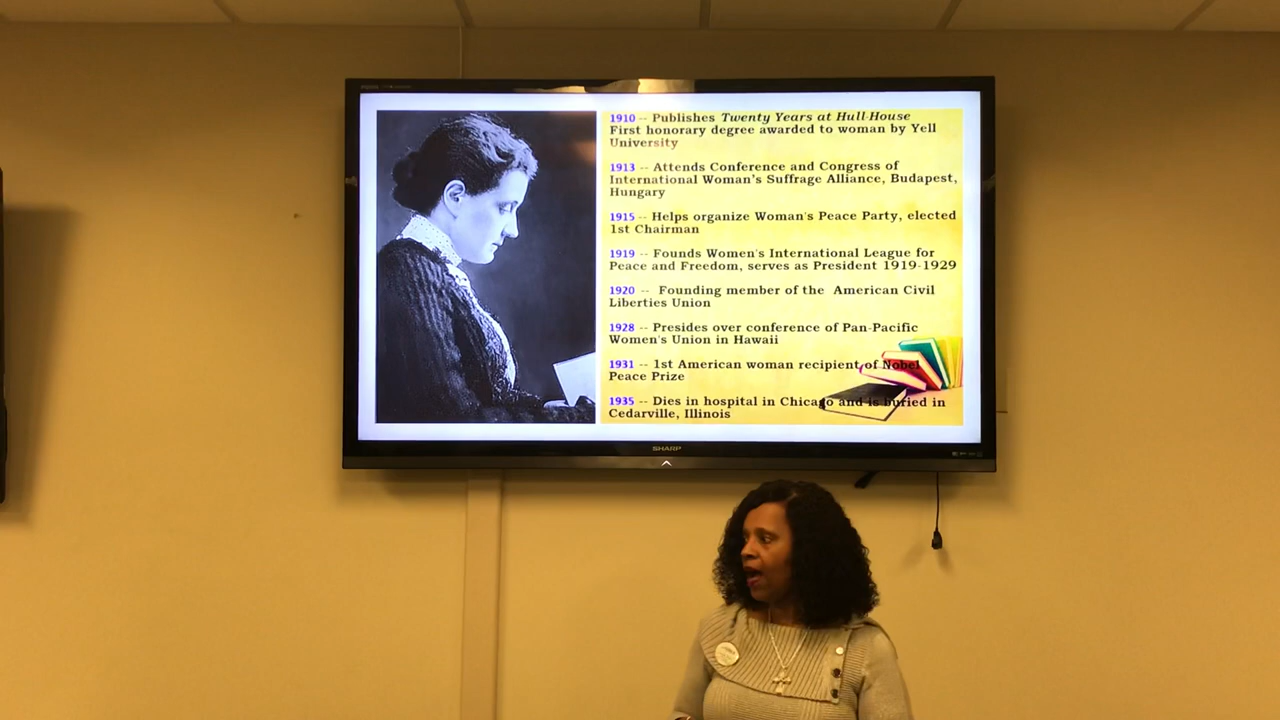 1910 -- Publishes Twenty Years at Hull-House
First honorary degree awarded to woman by Yell
University
1913 -- Attends Conference and Congress of
International Woman's Suffrage Alliance, Budapest,
Hungary
1915 -- Helps organize Woman's Peace Party, elected
1st Chairman
1919 -- Founds Women's International League for
Peace and Freedom, serves as President 1919-1929
1920 -- Founding member of the American Civil
Liberties Union
1928 -- Presides over conference of Pan-Pacific
Women's Union in Hawaii
1931 -- 1st American woman recipient of Nobel
Peace Prize
1935 -- Dies in hospital in Chicago and is buried in
Cedarville, Illinois
SHARP